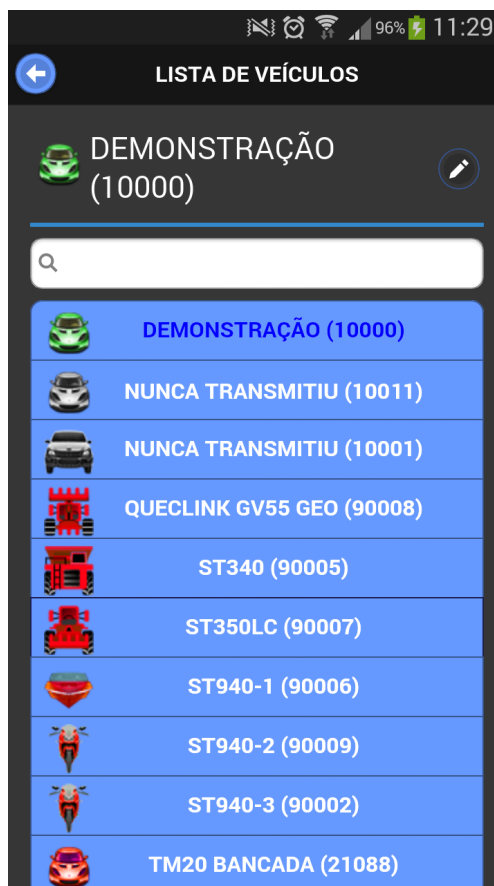 96% 11:29
LISTA DE VEÍCULOS
DEMONSTRAÇÃO
(10000)
DEMONSTRAÇÃO (10000)
NUNCA TRANSMITIU (10011)
NUNCA TRANSMITIU (10001)
QUECLINK GV55 GEO (90008)
ST340 (90005)
ST350LC (90007)
ST940-1 (90006)
ST940-2 (90009)
ST940-3 (90002)
TM20 BANCADA (21088)